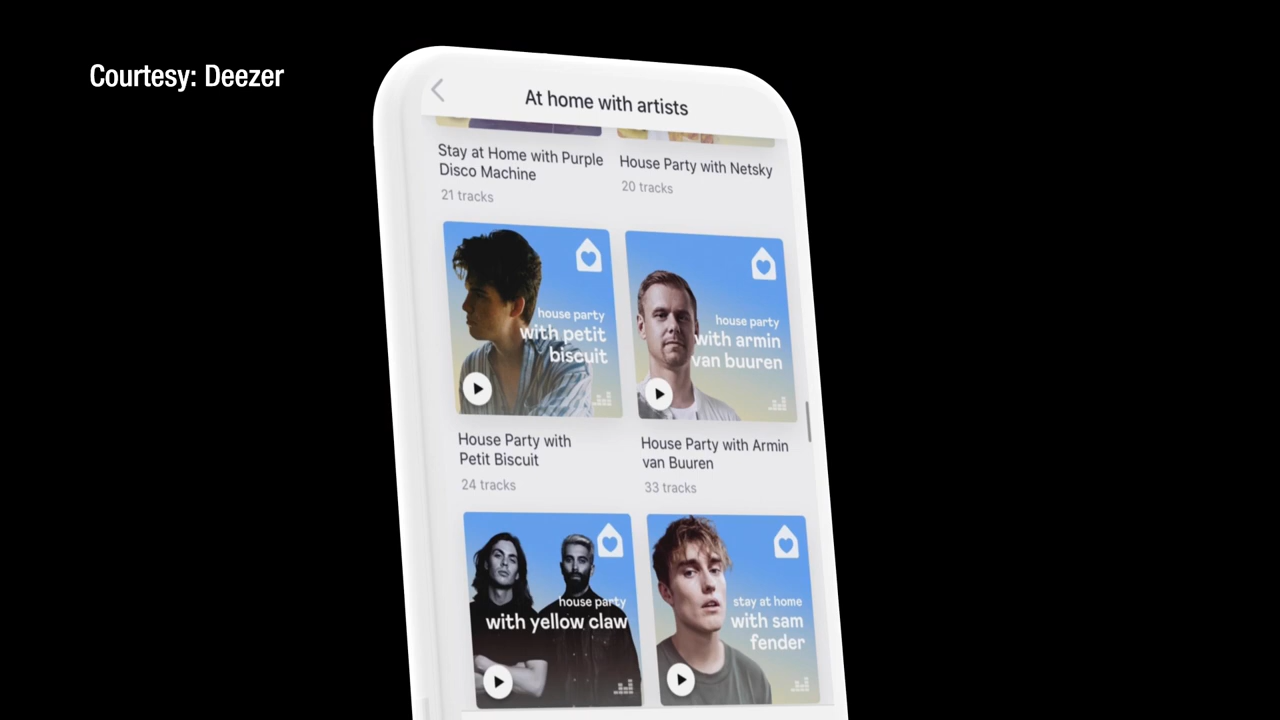 Courtesy: Deezer
At home with artists
Stay at Home with Purple
Disco Machine
21 tracks
House Party with Netsky
20 tracks
house party
with petit
biscuit
house party
with armin
van buuren
House Party with
Petit Biscuit
24 tracks
House Party with Armin
van Buuren
33 tracks
house party
with yellow claw
stay at home
with sam
fender